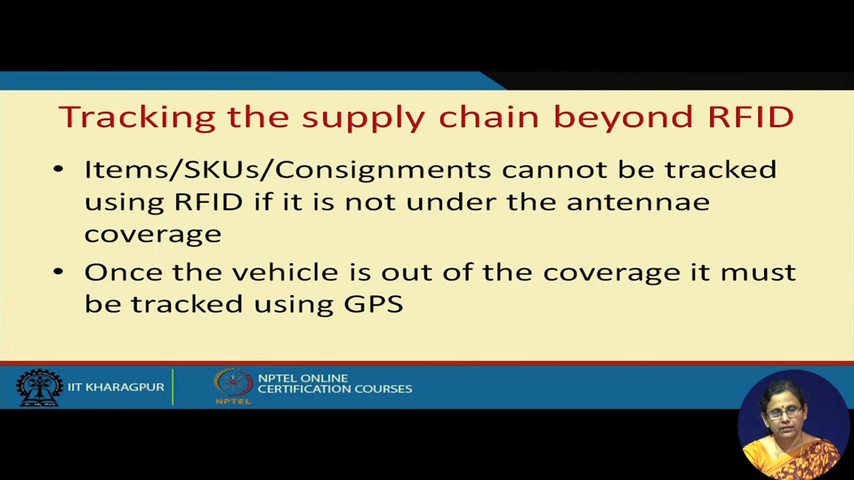 Tracking the supply chain beyond RFID
• Items/SKUs/Consignments cannot be tracked
using RFID if it is not under the antennae
coverage
• Once the vehicle is out of the coverage it must
be tracked using GPS
IIT KHARAGPUR
NPTEL
NPTEL ONLINE
CERTIFICATION COURSES